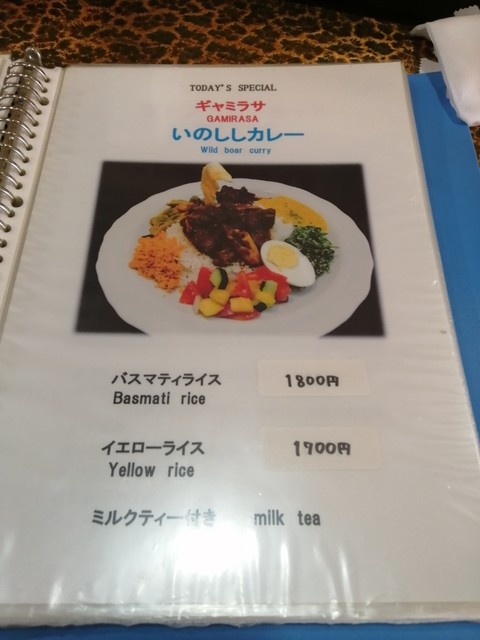 TODAY'S SPECIAL
ギャミラサ
GAMIRASA
いのししカレー
Wild boar curry
バスマティライス 1800円
Basmati rice
イエローライス 1900円
Yellow rice
ミルクティー付き milk tea